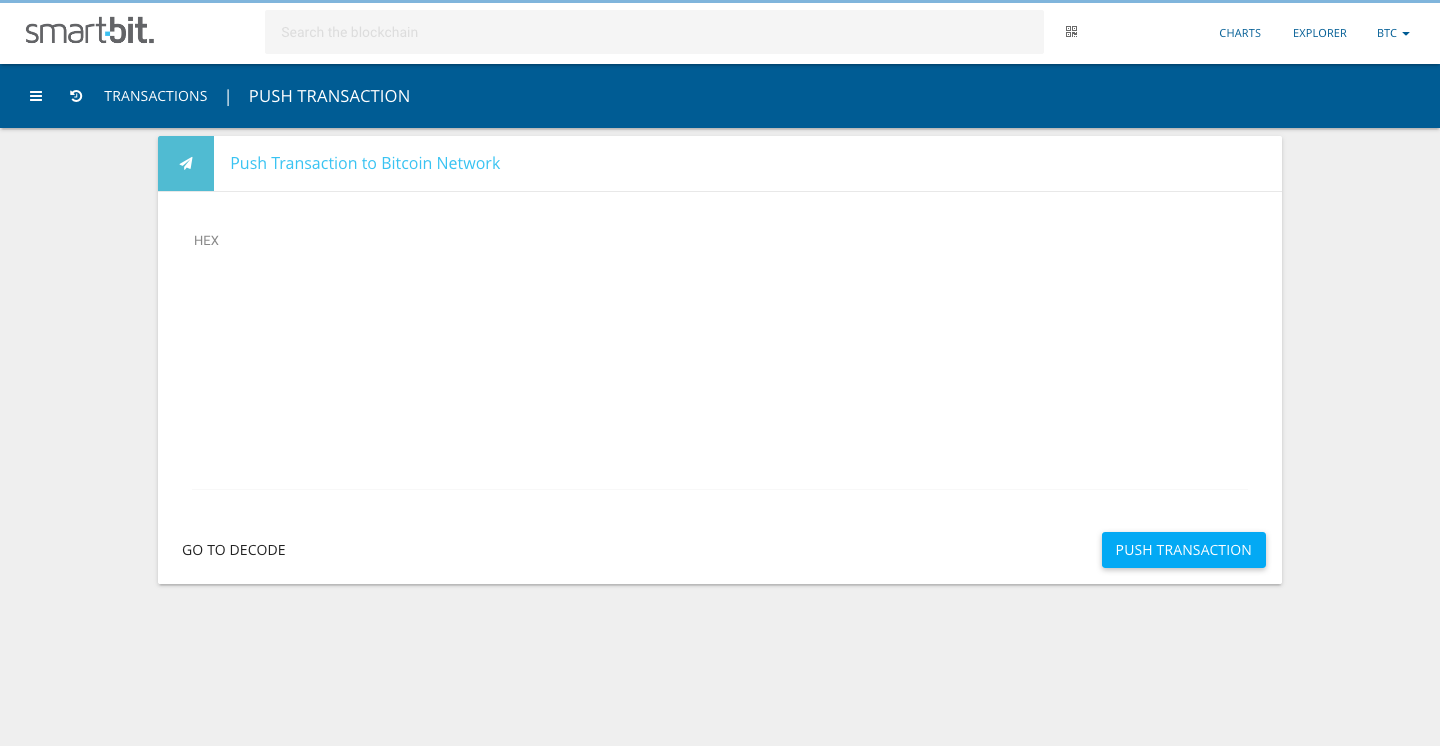 smartbit.
Search the blockchain
CHARTS EXPLORER BTC
TRANSACTIONS | PUSH TRANSACTION
Push Transaction to Bitcoin Network
HEX
GO TO DECODE PUSH TRANSACTION